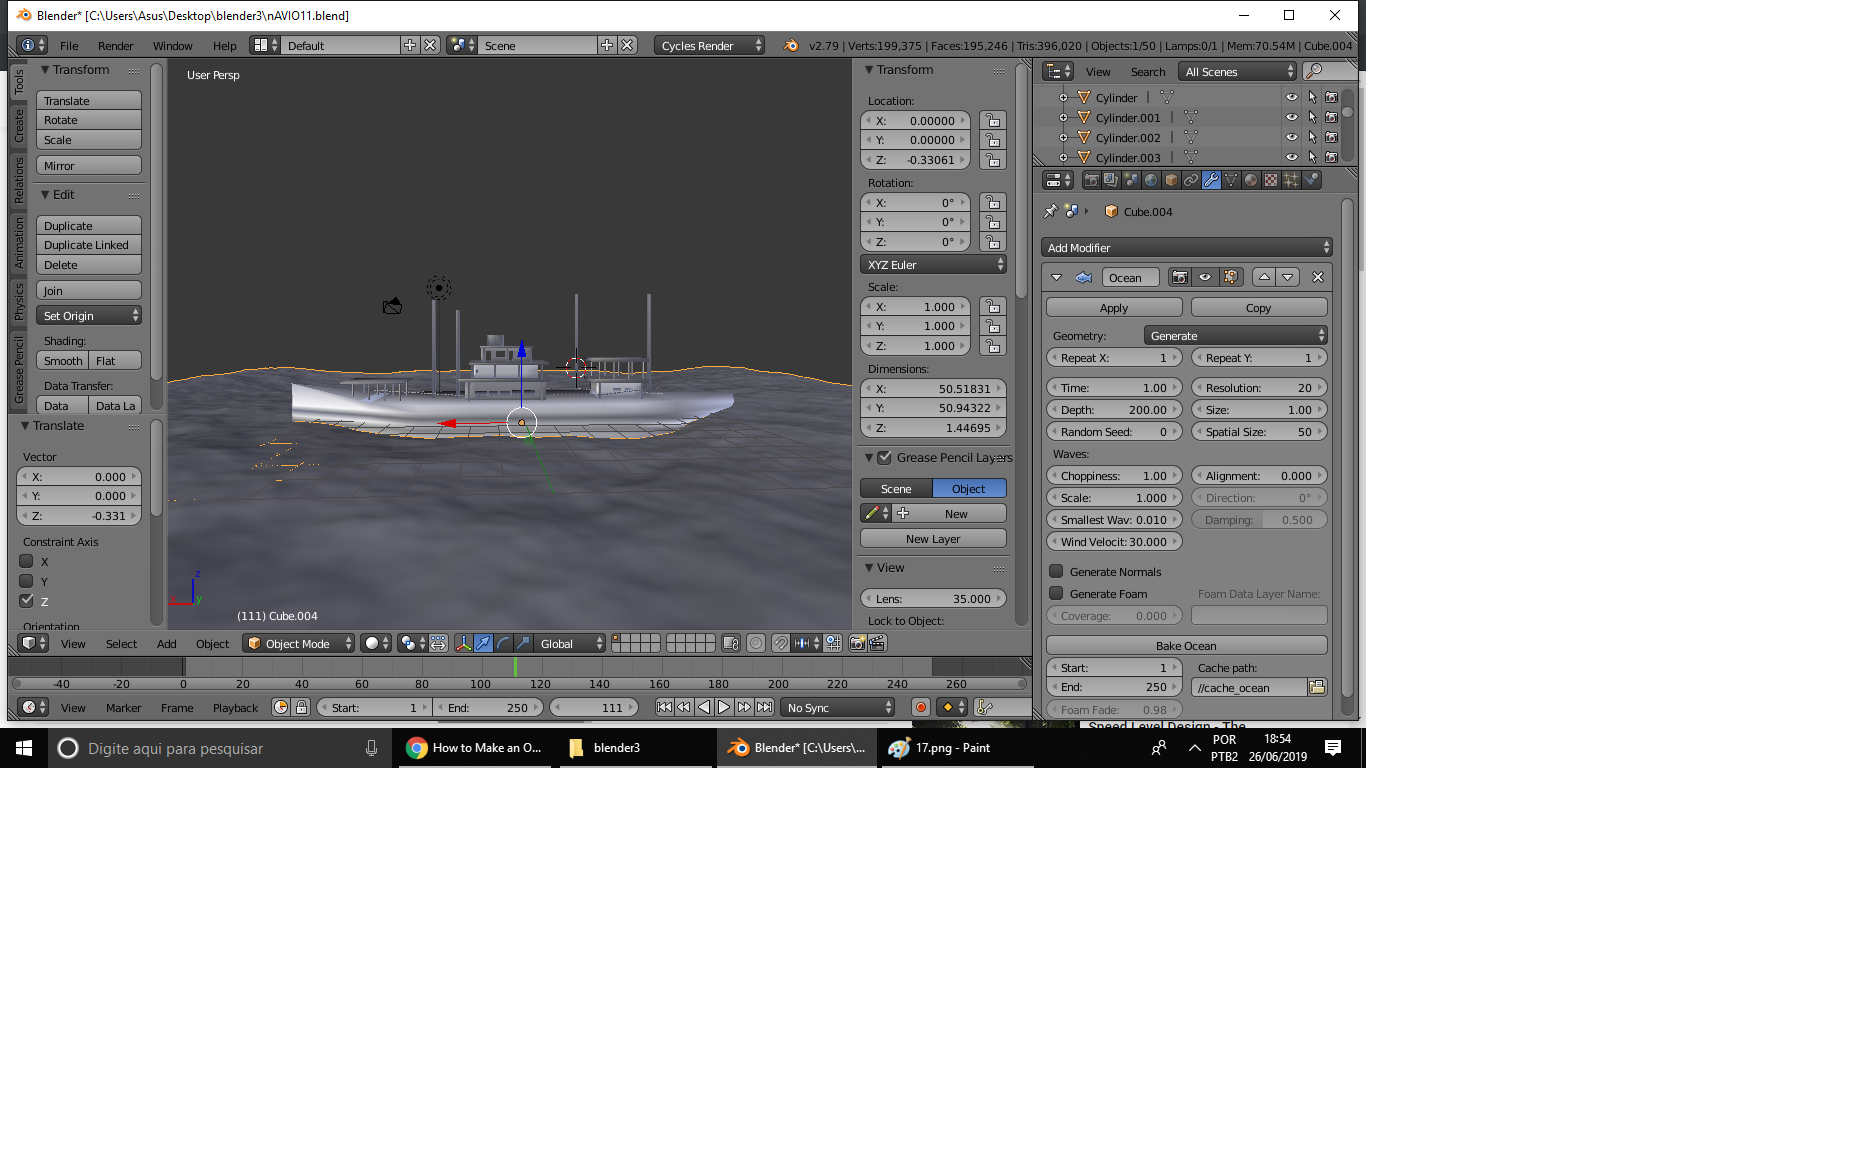 Blender* [C:\Users\Asus\Desktop\blender3\nAVIO11.blend]
File Render Window Help Default Scene Cycles Render v2.79 | Verts:199,375 | Faces:195,246 | Tris:396,020 | Objects:1/50 | Lamps:0/1 | Mem:70.54M | Cube.004
Tools
Create
Relations
Animation
Physics
Grease Pencil
Transform
Translate
Rotate
Scale
Mirror
Edit
Duplicate
Duplicate Linked
Delete
Join
Set Origin
Shading:
Smooth Flat
Data Transfer:
Data Data La
Translate
Vector
X: 0.000
Y: 0.000
Z: -0.331
Constraint Axis
X
Y
Z
Orientation
User Persp
z
x
y
(111) Cube.004
Transform
Location:
X: 0.00000
Y: 0.00000
Z: -0.33061
Rotation:
X: 0°
Y: 0°
Z: 0°
XYZ Euler
Scale:
X: 1.000
Y: 1.000
Z: 1.000
Dimensions:
X: 50.51831
Y: 50.94322
Z: 1.44695
Grease Pencil Layers
Scene Object
New
New Layer
View
Lens: 35.000
Lock to Object:
View Search All Scenes
Cylinder |
Cylinder.001 |
Cylinder.002 |
Cylinder.003 |
Cube.004
Add Modifier
Ocean
Apply Copy
Geometry: Generate
Repeat X: 1 Repeat Y: 1
Time: 1.00 Resolution: 20
Depth: 200.00 Size: 1.00
Random Seed: 0 Spatial Size: 50
Waves:
Choppiness: 1.00 Alignment: 0.000
Scale: 1.000 Direction: 0°
Smallest Wav: 0.010 Damping: 0.500
Wind Velocit: 30.000
Generate Normals
Generate Foam Foam Data Layer Name:
Coverage: 0.000
Bake Ocean
Start: 1 Cache path:
End: 250 //cache_ocean
Foam Fade: 0.98
View Select Add Object Object Mode Global
-40 -20 0 20 40 60 80 100 120 140 160 180 200 220 240 260
View Marker Frame Playback Start: 1 End: 250 111 No Sync
Speed Level Design - The
Digite aqui para pesquisar How to Make an O... blender3 Blender* [C:\Users\... 17.png - Paint
POR
PTB2
18:54
26/06/2019